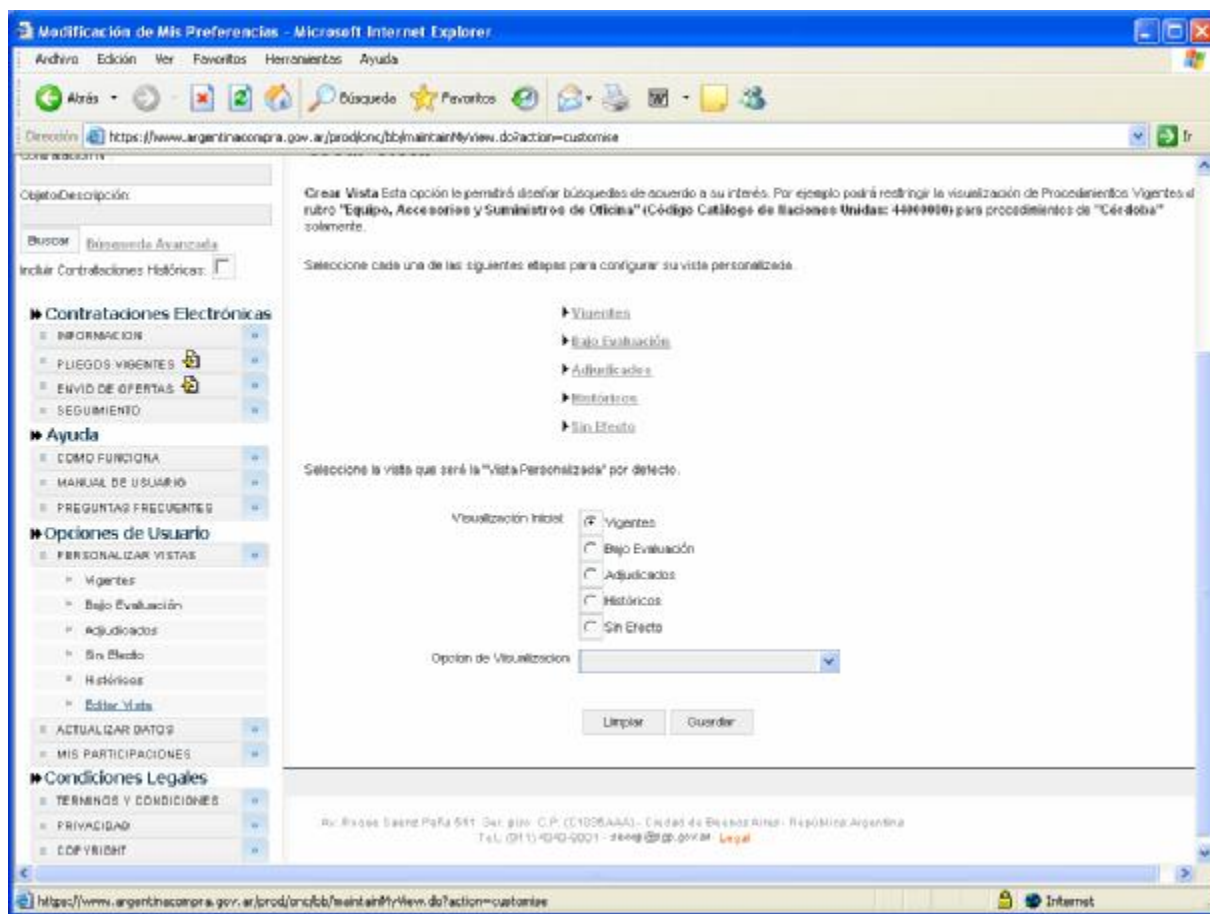 Modificación de Mis Preferencias - Microsoft Internet Explorer
Archivo Edición Ver Favoritos Herramientas Ayuda
Atrás Búsqueda Favoritos
Dirección https://www.argentinacompra.gov.ar/prod/onc/bb/maintainMyView.do?action=customise Ir
Objeto/Descripción:
Buscar Búsqueda Avanzada
Incluir Contrataciones Históricas:
Contrataciones Electrónicas
INFORMACION
PLIEGOS VIGENTES
ENVIO DE OFERTAS
SEGUIMIENTO
Ayuda
COMO FUNCIONA
MANUAL DE USUARIO
PREGUNTAS FRECUENTES
Opciones de Usuario
PERSONALIZAR VISTAS
Vigentes
Bajo Evaluación
Adjudicados
Sin Efecto
Históricos
Editar Vista
ACTUALIZAR DATOS
MIS PARTICIPACIONES
Condiciones Legales
TERMINOS Y CONDICIONES
PRIVACIDAD
COPYRIGHT
Crear Vista Esta opción le permitirá diseñar búsquedas de acuerdo a su interés. Por ejemplo podrá restringir la visualización de Procedimientos Vigentes
rubro "Equipo, Accesorios y Suministros de Oficina" (Código Catálogo de Naciones Unidas: 44000000) para procedimientos de "Córdoba"
solamente.
Seleccione cada una de las siguientes etapas para configurar su vista personalizada.
Vigentes
Bajo Evaluación
Adjudicados
Históricos
Sin Efecto
Seleccione la vista que será la "Vista Personalizada" por defecto.
Visualización Inicial: Vigentes
Bajo Evaluación
Adjudicados
Históricos
Sin Efecto
Opcion de Visualizacion
Limpiar Guardar
Av. Roque Saenz Peña 511 C.P. (C1035AAA) - Ciudad de Buenos Aires - República Argentina
Tel. (011) Legal
https://www.argentinacompra.gov.ar/prod/onc/bb/maintainMyView.do?action=customise Internet